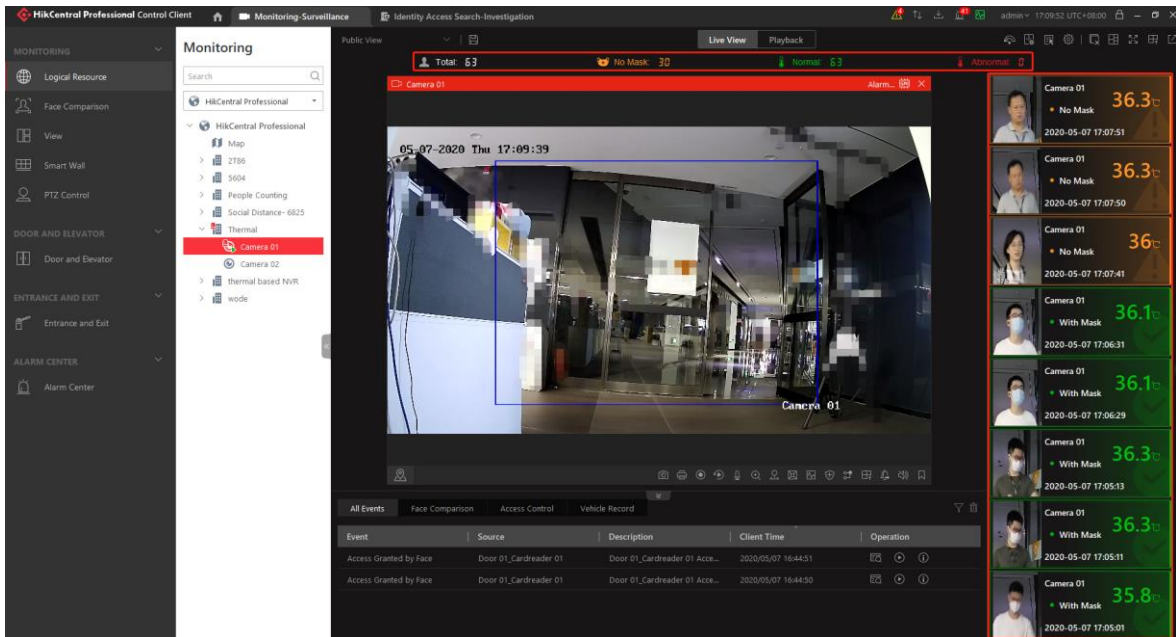 HikCentral Professional Control Client
Monitoring-Surveillance
Identity Access Search-Investigation
admin 17:09:52 UTC+08:00
MONITORING
Logical Resource
Face Comparison
View
Smart Wall
PTZ Control
DOOR AND ELEVATOR
Door and Elevator
ENTRANCE AND EXIT
Entrance and Exit
ALARM CENTER
Alarm Center
Monitoring
Search
HikCentral Professional
HikCentral Professional
Map
2T86
5604
People Counting
Social Distance- 6825
Thermal
Camera 01
Camera 02
thermal based NVR
wode
Public View
Live View Playback
Total: 63 No Mask: 30 Normal: 63 Abnormal: 0
Camera 01 Alarm...
05-07-2020 Thu 17:09:39
Camera 01
All Events Face Comparison Access Control Vehicle Record
Event Source Description Client Time Operation
Access Granted by Face Door 01_Cardreader 01 Door 01_Cardreader 01 Acce... 2020/05/07 16:44:51
Access Granted by Face Door 01_Cardreader 01 Door 01_Cardreader 01 Acce... 2020/05/07 16:44:50
Camera 01
No Mask 36.3℃
2020-05-07 17:07:51
Camera 01
No Mask 36.3℃
2020-05-07 17:07:50
Camera 01
No Mask 36℃
2020-05-07 17:07:41
Camera 01
With Mask 36.1℃
2020-05-07 17:06:31
Camera 01
With Mask 36.1℃
2020-05-07 17:06:29
Camera 01
With Mask 36.3℃
2020-05-07 17:05:13
Camera 01
With Mask 36.3℃
2020-05-07 17:05:11
Camera 01
With Mask 35.8℃
2020-05-07 17:05:01